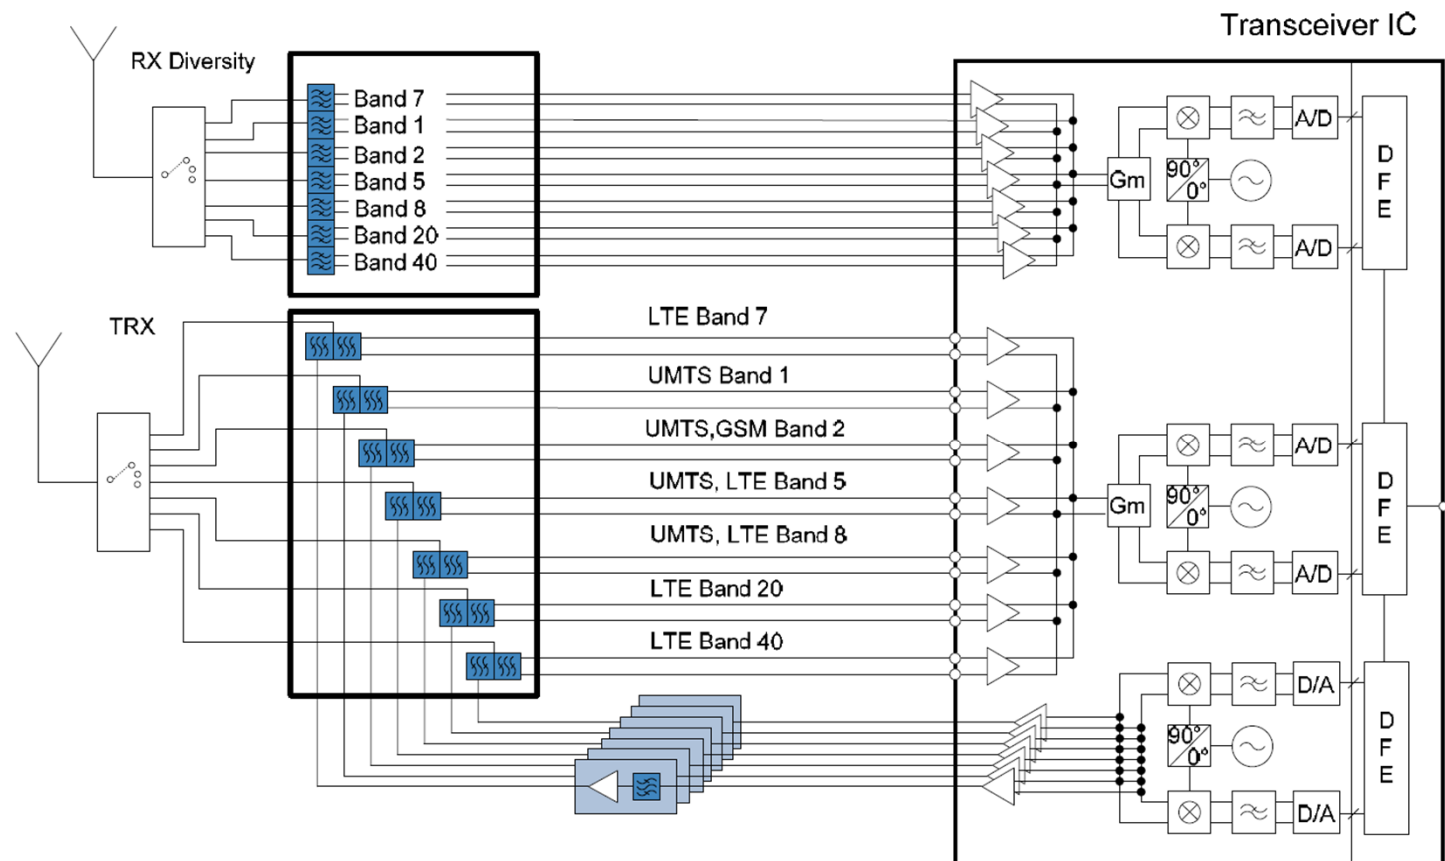 Transceiver IC
RX Diversity
Band 7
Band 1
Band 2
Band 5
Band 8
Band 20
Band 40
Gm
A/D
90°
0°
A/D
D
F
E
TRX
LTE Band 7
UMTS Band 1
UMTS,GSM Band 2
UMTS, LTE Band 5
UMTS, LTE Band 8
LTE Band 20
LTE Band 40
Gm
A/D
90°
0°
A/D
D
F
E
D/A
90°
0°
D/A
D
F
E